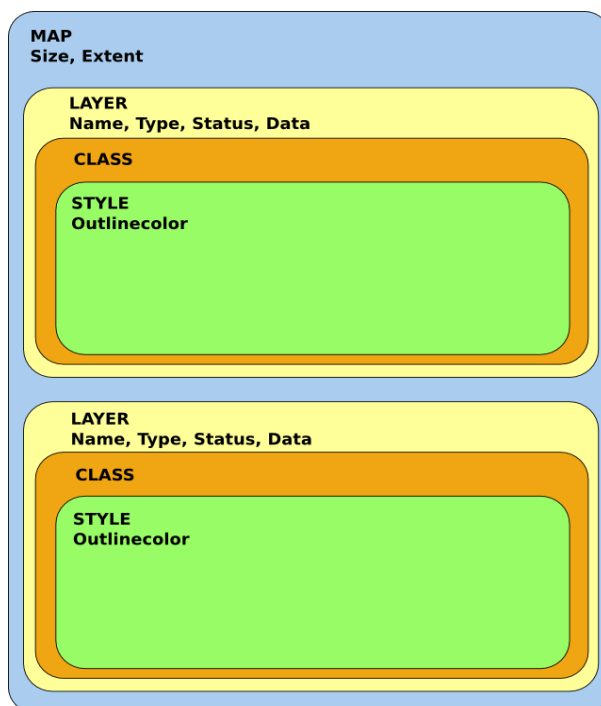 MAP
Size, Extent
LAYER
Name, Type, Status, Data
CLASS
STYLE
Outlinecolor
LAYER
Name, Type, Status, Data
CLASS
STYLE
Outlinecolor